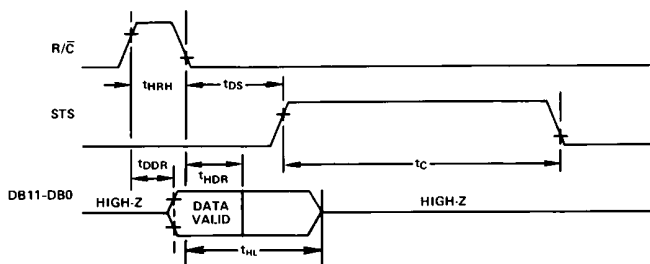 R/C̅
tHRH
tDS
STS
tC
tDDR
tHDR
DB11-DB0
HIGH-Z
DATA
VALID
HIGH-Z
tHL